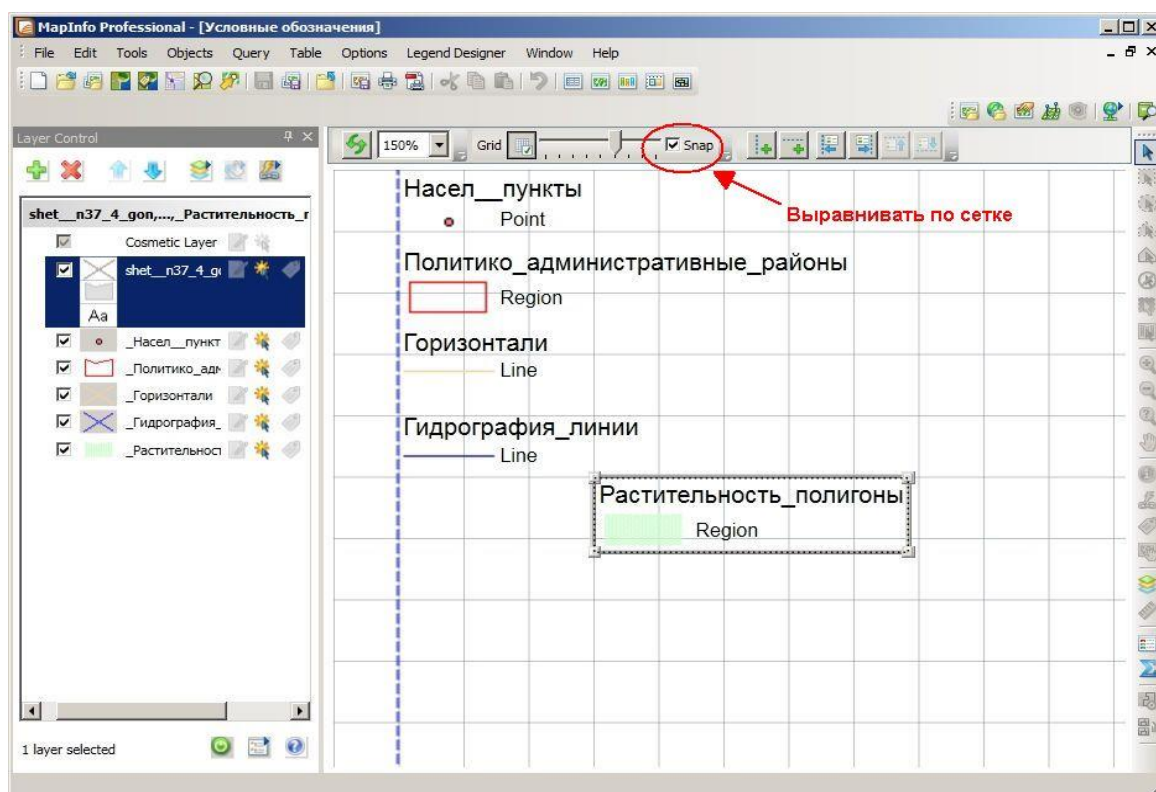 MapInfo Professional - [Условные обозначения]
File Edit Tools Objects Query Table Options Legend Designer Window Help
Layer Control
150% Grid Snap
shet__n37_4_gon,...,_Растительность_г
Cosmetic Layer
shet__n37_4_gi
Aa
_Насел__пункт
_Политико_адм
_Горизонтали
_Гидрография_
_Растительност
1 layer selected
Насел__пункты
Point
Выравнивать по сетке
Политико_административные_районы
Region
Горизонтали
Line
Гидрография_линии
Line
Растительность_полигоны
Region